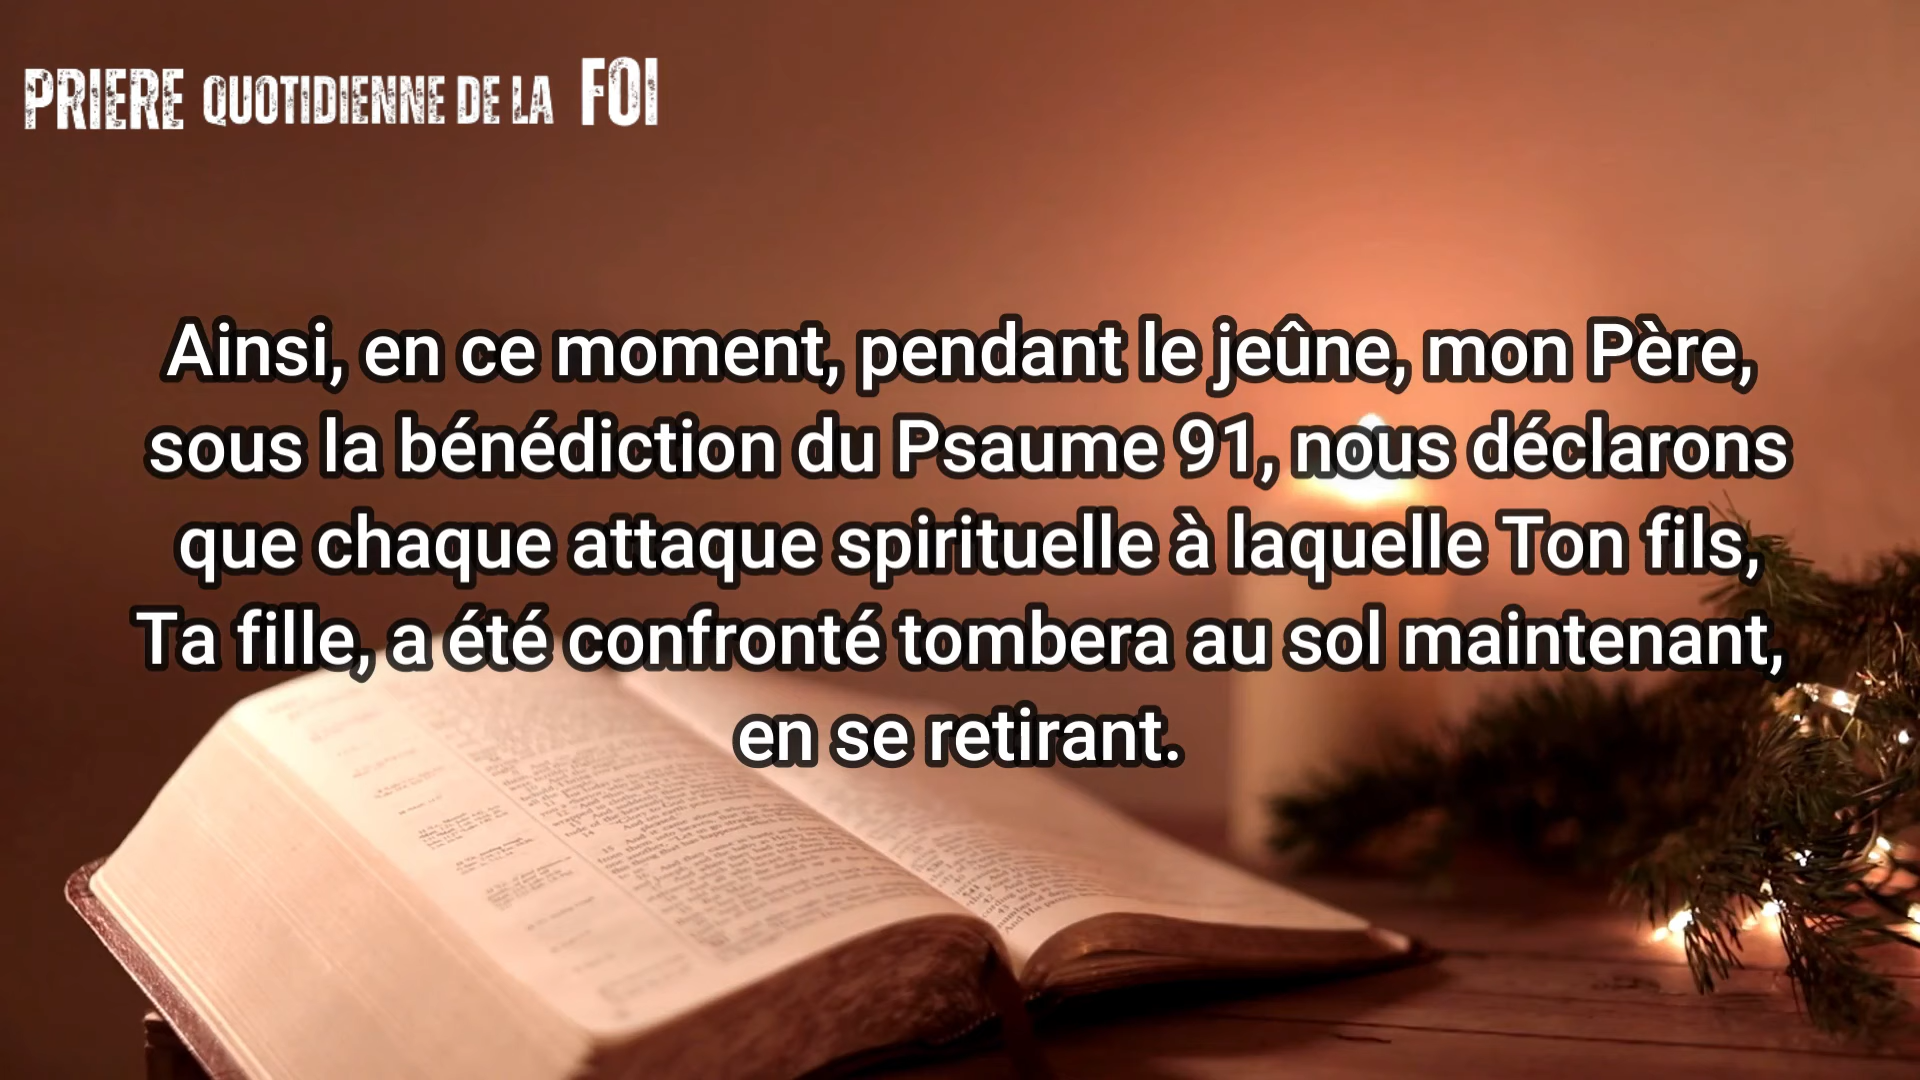 PRIERE QUOTIDIENNE DE LA FOI
Ainsi, en ce moment, pendant le jeûne, mon Père,
sous la bénédiction du Psaume 91, nous déclarons
que chaque attaque spirituelle à laquelle Ton fils,
Ta fille, a été confronté tombera au sol maintenant,
en se retirant.